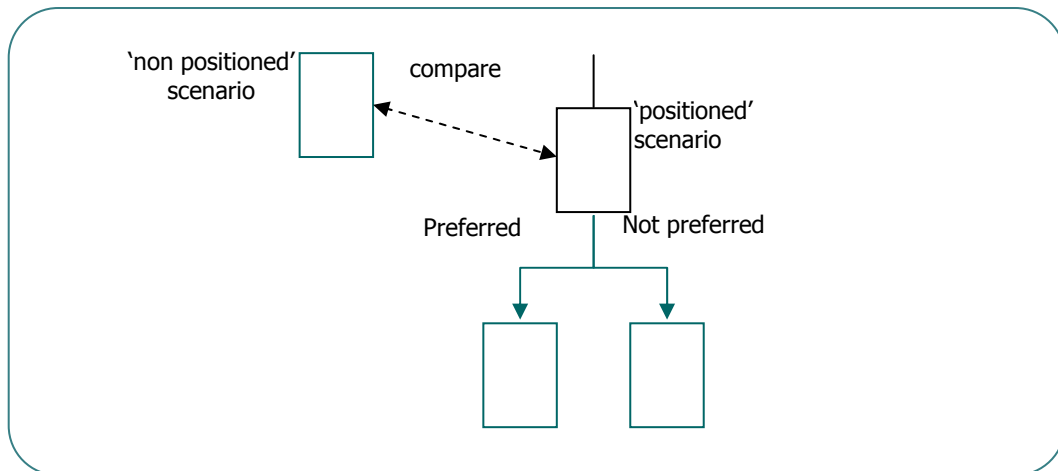 ‘non positioned’
scenario
compare
‘positioned’
scenario
Preferred
Not preferred